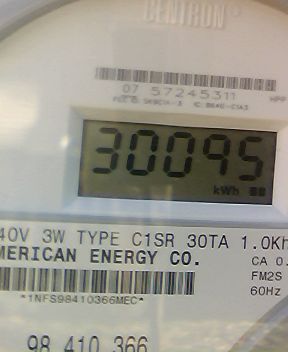 CENTRON®
07 57245311
30095
kWh
40V 3W TYPE C1SR 30TA 1.0Kh
MERICAN ENERGY CO.
CA 0.
FM2S
*1NFS98410366MEC*
60Hz
98 410 366